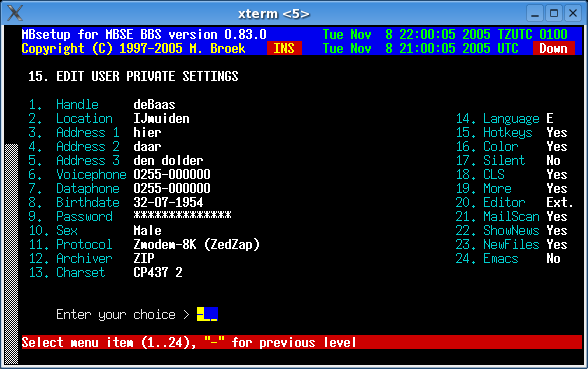 xterm <5>
MBsetup for MBSE BBS version 0.83.0 Tue Nov 8 22:00:05 2005 TZUTC 0100
Copyright (C) 1997-2005 M. Broek INS Tue Nov 8 21:00:05 2005 UTC Down
15. EDIT USER PRIVATE SETTINGS
1. Handle deBaas
2. Location IJmuiden 14. Language E
3. Address 1 hier 15. Hotkeys Yes
4. Address 2 daar 16. Color Yes
5. Address 3 den dolder 17. Silent No
6. Voicephone 0255-000000 18. CLS Yes
7. Dataphone 0255-000000 19. More Yes
8. Birthdate 32-07-1954 20. Editor Ext.
9. Password ************** 21. MailScan Yes
10. Sex Male 22. ShowNews Yes
11. Protocol Zmodem-8K (ZedZap) 23. NewFiles Yes
12. Archiver ZIP 24. Emacs No
13. Charset CP437 2
Enter your choice > -__
Select menu item (1..24), "-" for previous level